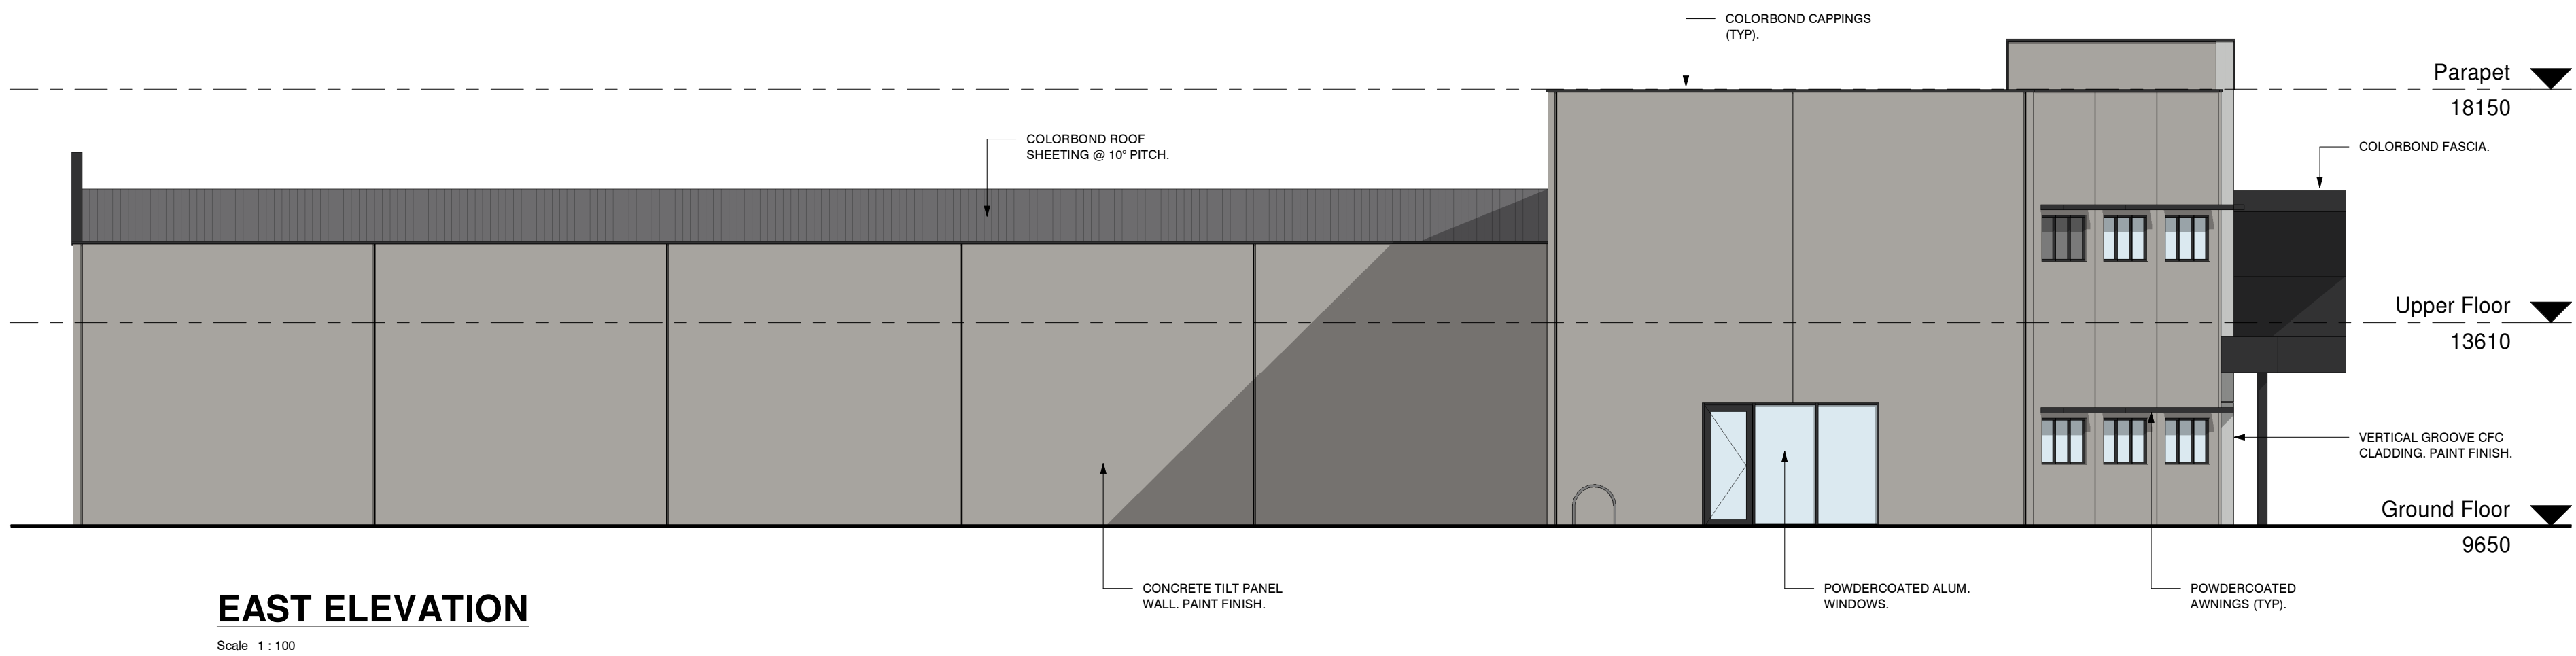 COLORBOND CAPPINGS
(TYP).
Parapet
18150
COLORBOND ROOF
SHEETING @ 10° PITCH.
COLORBOND FASCIA.
Upper Floor
13610
VERTICAL GROOVE CFC
CLADDING. PAINT FINISH.
Ground Floor
9650
CONCRETE TILT PANEL
WALL. PAINT FINISH.
POWDERCOATED ALUM.
WINDOWS.
POWDERCOATED
AWNINGS (TYP).
EAST ELEVATION
Scale 1 : 100